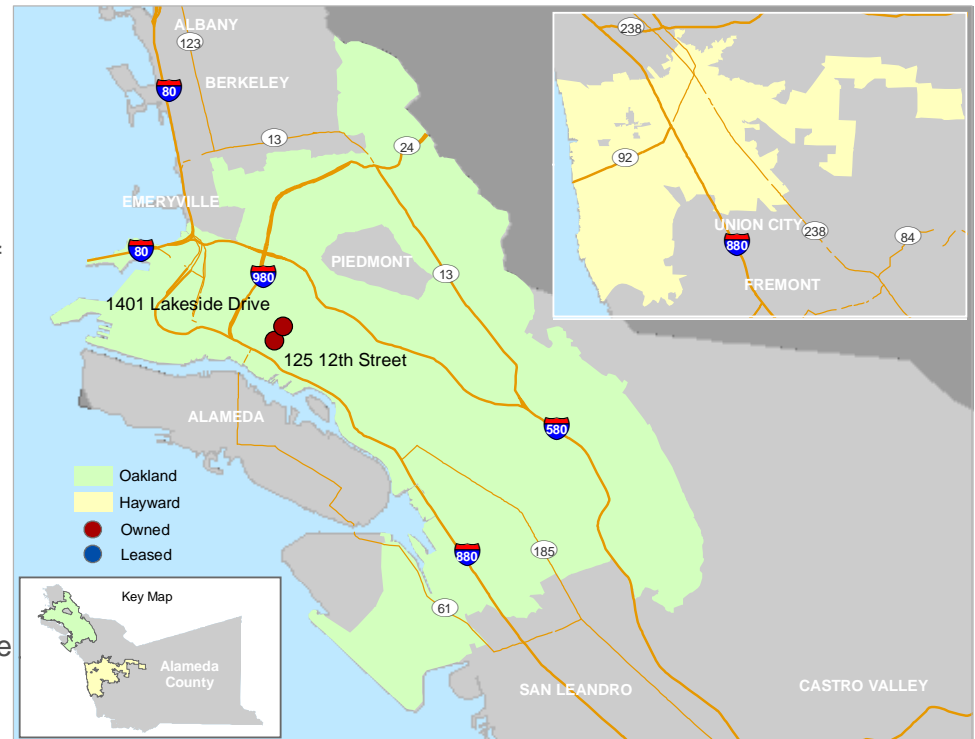 ALBANY
123
BERKELEY
80
13
24
EMERYVILLE
80
980
PIEDMONT
13
1401 Lakeside Drive
125 12th Street
ALAMEDA
580
Oakland
Hayward
Owned
Leased
880
185
61
SAN LEANDRO
CASTRO VALLEY
238
92
UNION CITY
880
238
84
FREMONT
Key Map
Alameda
County
e